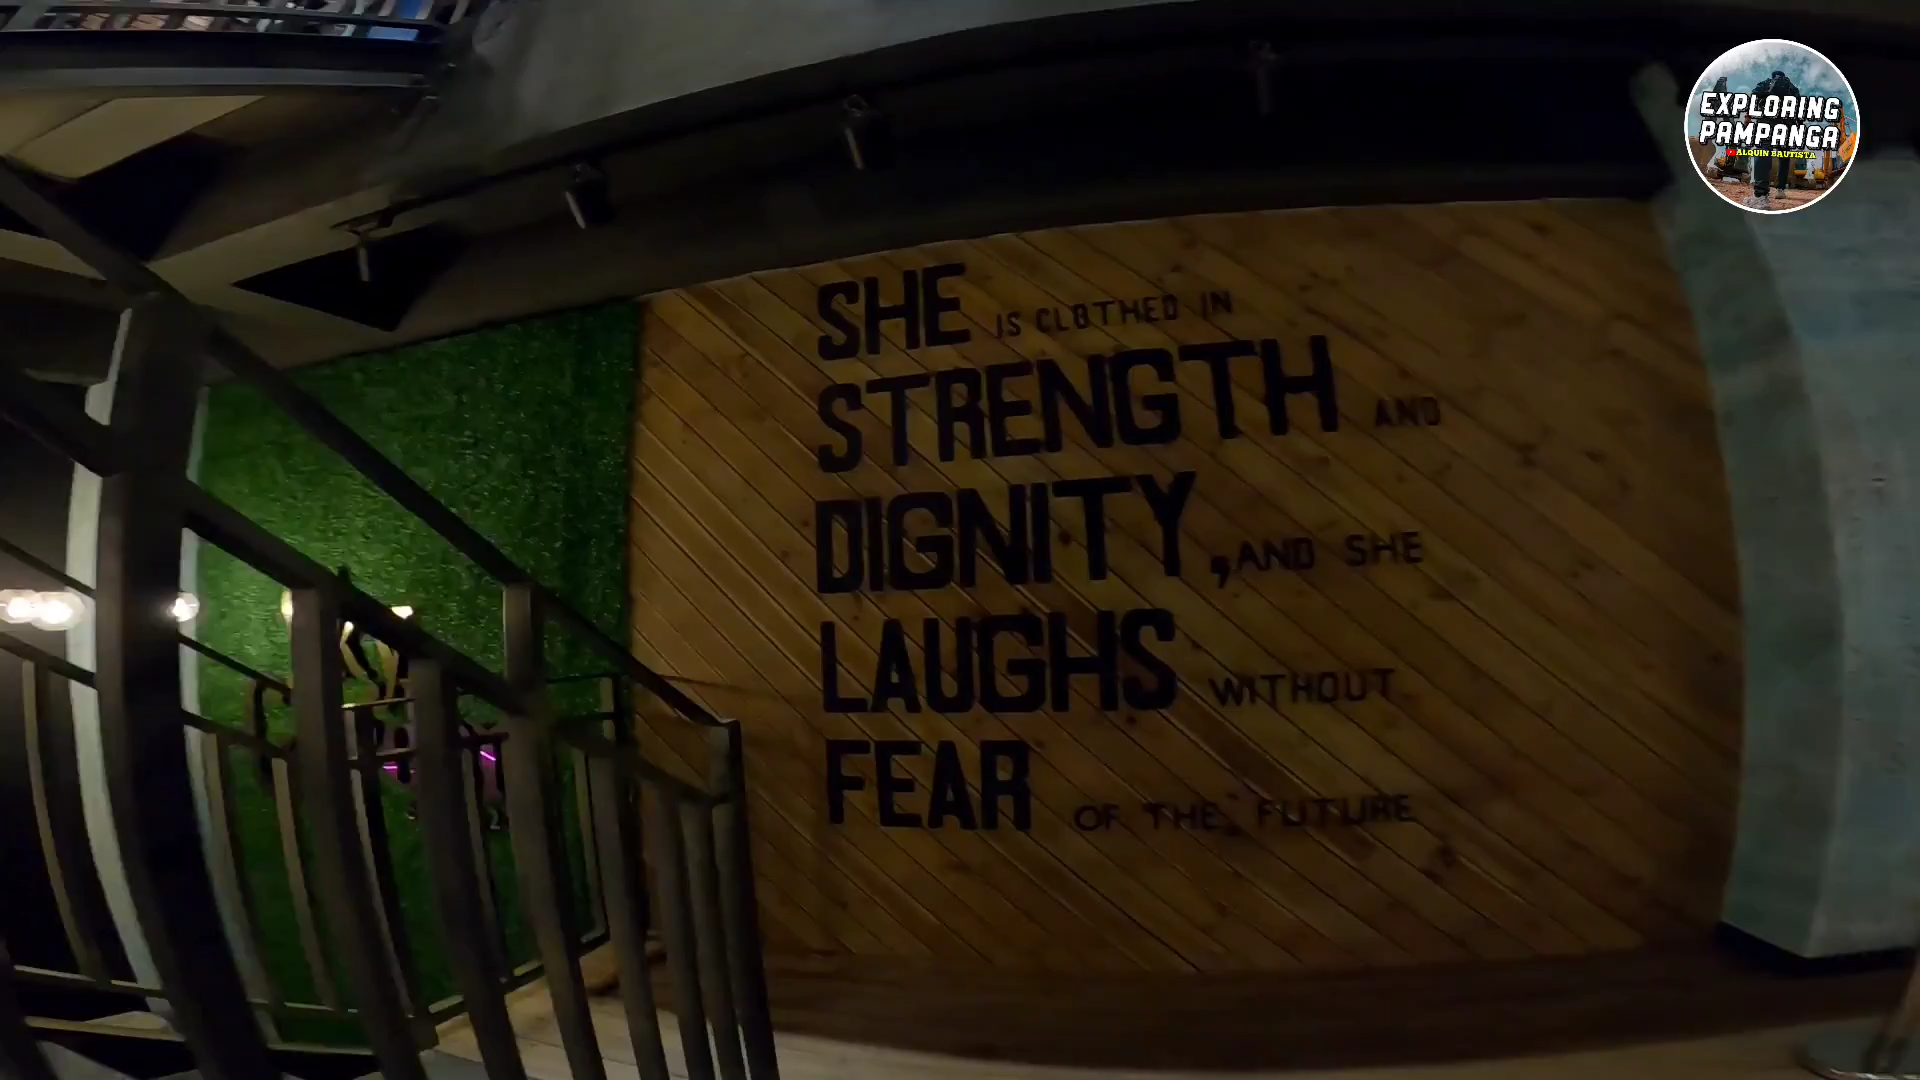 EXPLORING
PAMPANGA
ALQUIN BAUTISTA
SHE IS CLOTHED IN
STRENGTH AND
DIGNITY, AND SHE
LAUGHS WITHOUT
FEAR OF THE FUTURE